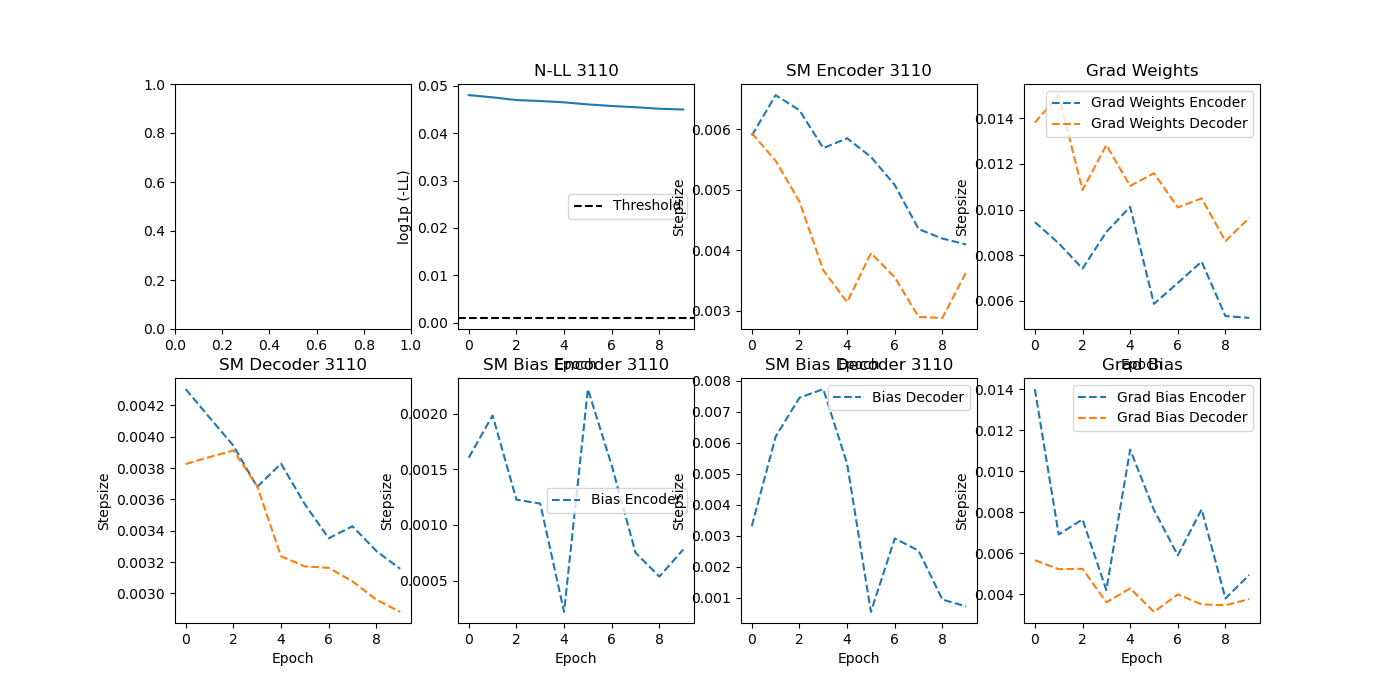 N-LL 3110
SM Encoder 3110
Grad Weights
1.0
0.8
0.6
0.4
0.2
0.0
0.0 0.2 0.4 0.6 0.8 1.0
log1p (-LL)
0.05
0.04
0.03
0.02
0.01
0.00
Threshold
0 2 4 6 8
Epoch
Stepsize
0.006
0.005
0.004
0.003
0 2 4 6 8
Epoch
Stepsize
0.014
0.012
0.010
0.008
0.006
Grad Weights Encoder
Grad Weights Decoder
0 2 4 6 8
Epoch
SM Decoder 3110
SM Bias Encoder 3110
SM Bias Decoder 3110
Grad Bias
Stepsize
0.0042
0.0040
0.0038
0.0036
0.0034
0.0032
0.0030
0 2 4 6 8
Epoch
Stepsize
0.0020
0.0015
0.0010
0.0005
Bias Encoder
0 2 4 6 8
Epoch
Stepsize
0.008
0.007
0.006
0.005
0.004
0.003
0.002
0.001
Bias Decoder
0 2 4 6 8
Epoch
Stepsize
0.014
0.012
0.010
0.008
0.006
0.004
Grad Bias Encoder
Grad Bias Decoder
0 2 4 6 8
Epoch